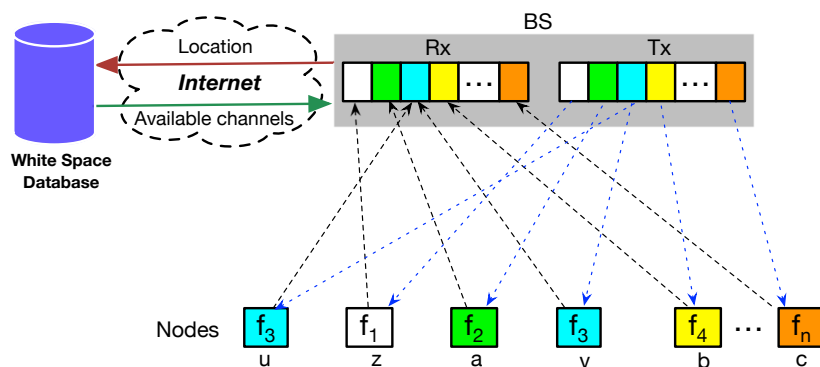 BS
Rx Tx
Location
Internet
Available channels
... ...
White Space
Database
Nodes
f3 f1 f2 f3 f4 ... fn
u z a v b c